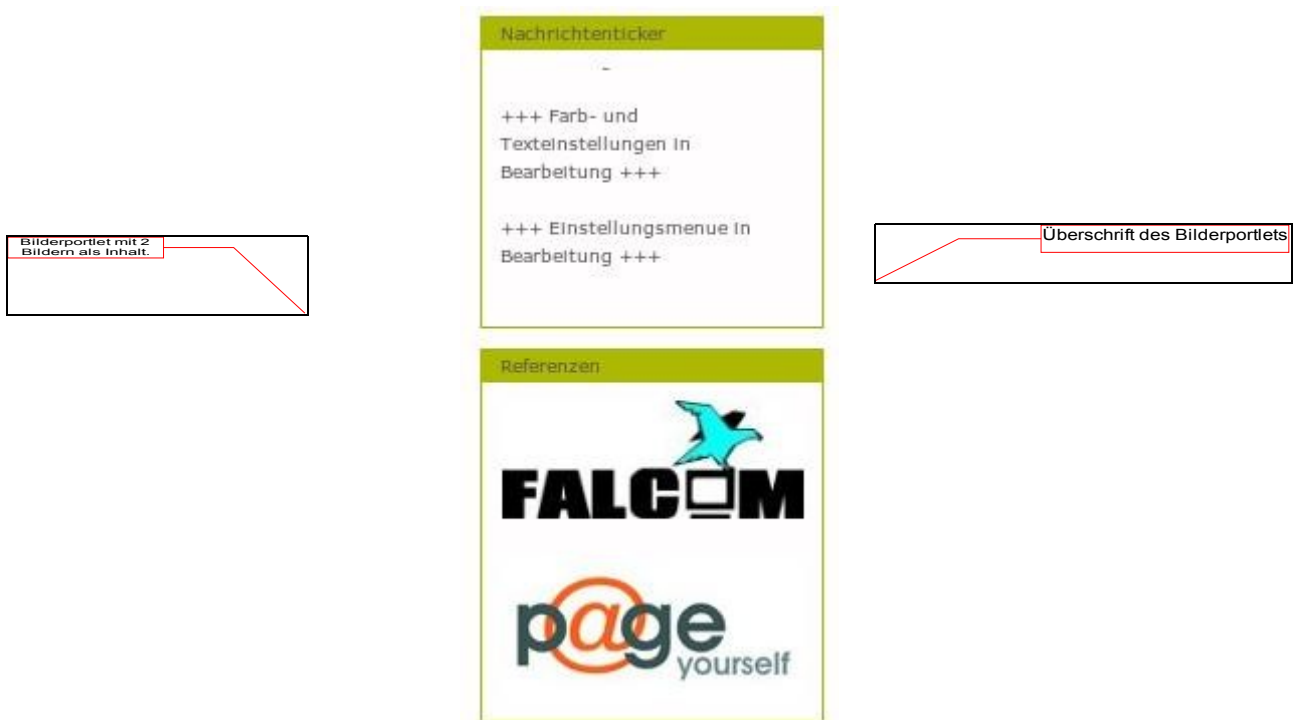 Nachrichtenticker
+++ Farb- und
Texteinstellungen in
Bearbeitung +++
+++ Einstellungsmenue in
Bearbeitung +++
Bilderportlet mit 2
Bildern als Inhalt.
Überschrift des Bilderportlets
Referenzen
FALCOM
p@ge
yourself